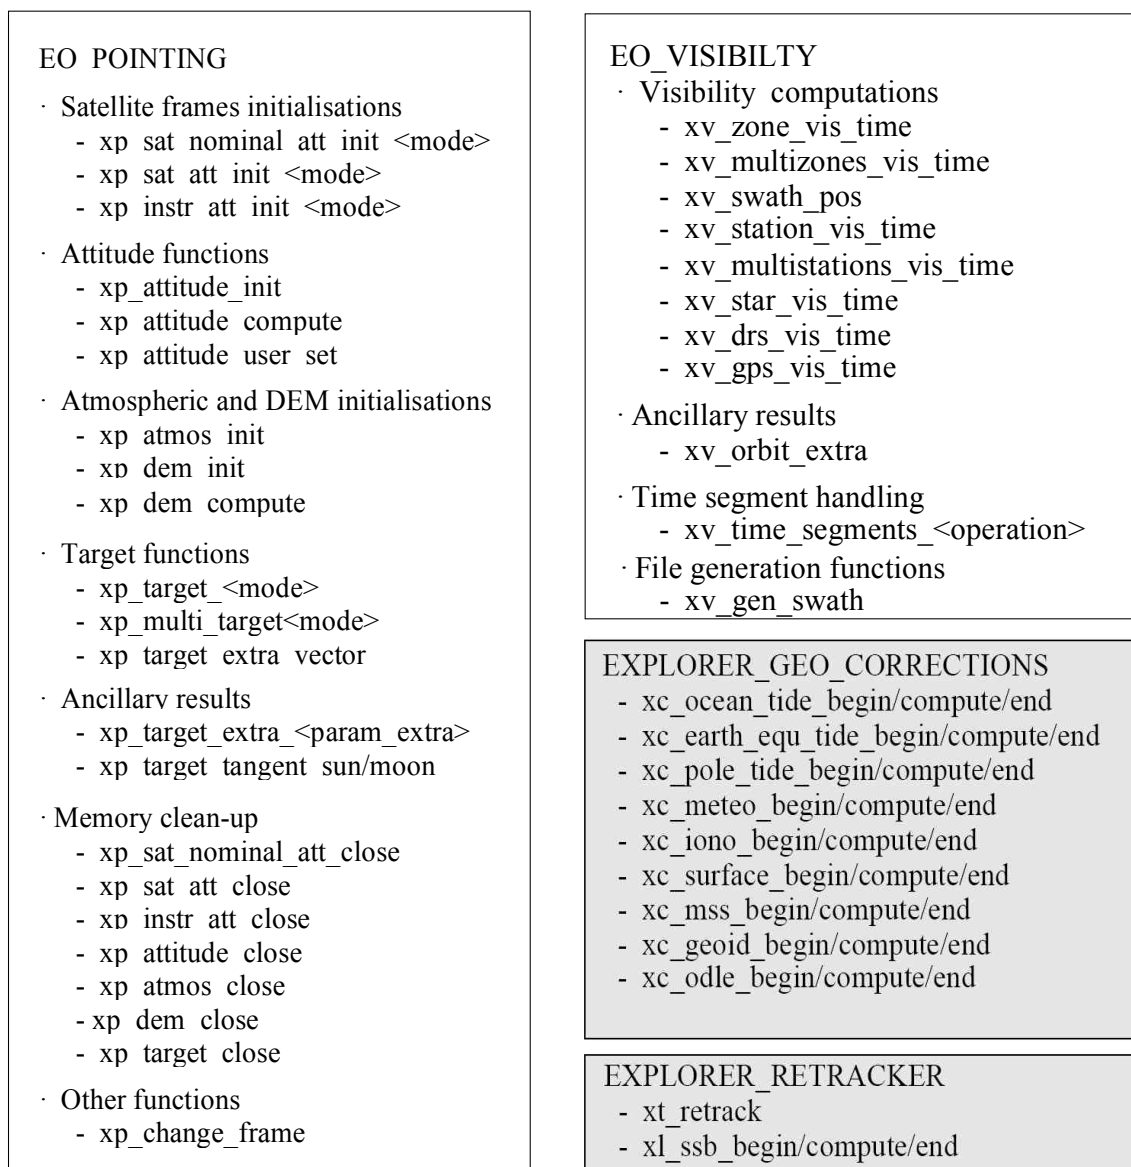 EO POINTING
· Satellite frames initialisations
- xp sat nominal att init <mode>
- xp sat att init <mode>
- xp instr att init <mode>
· Attitude functions
- xp_attitude_init
- xp attitude compute
- xp attitude user set
· Atmospheric and DEM initialisations
- xp atmos init
- xp dem init
- xp dem compute
· Target functions
- xp_target_<mode>
- xp_multi_target<mode>
- xp target extra vector
· Ancillary results
- xp_target_extra_<param_extra>
- xp target tangent sun/moon
· Memory clean-up
- xp_sat_nominal_att_close
- xp sat att close
- xp instr att close
- xp attitude close
- xp atmos close
- xp dem close
- xp target close
· Other functions
- xp_change_frame
EO_VISIBILTY
· Visibility computations
- xv_zone_vis_time
- xv_multizones_vis_time
- xv_swath_pos
- xv_station_vis_time
- xv_multistations_vis_time
- xv_star_vis_time
- xv_drs_vis_time
- xv_gps_vis_time
· Ancillary results
- xv_orbit_extra
· Time segment handling
- xv_time_segments_<operation>
· File generation functions
- xv_gen_swath
EXPLORER_GEO_CORRECTIONS
- xc_ocean_tide_begin/compute/end
- xc_earth_equ_tide_begin/compute/end
- xc_pole_tide_begin/compute/end
- xc_meteo_begin/compute/end
- xc_iono_begin/compute/end
- xc_surface_begin/compute/end
- xc_mss_begin/compute/end
- xc_geoid_begin/compute/end
- xc_odle_begin/compute/end
EXPLORER_RETRACKER
- xt_retrack
- xl_ssb_begin/compute/end